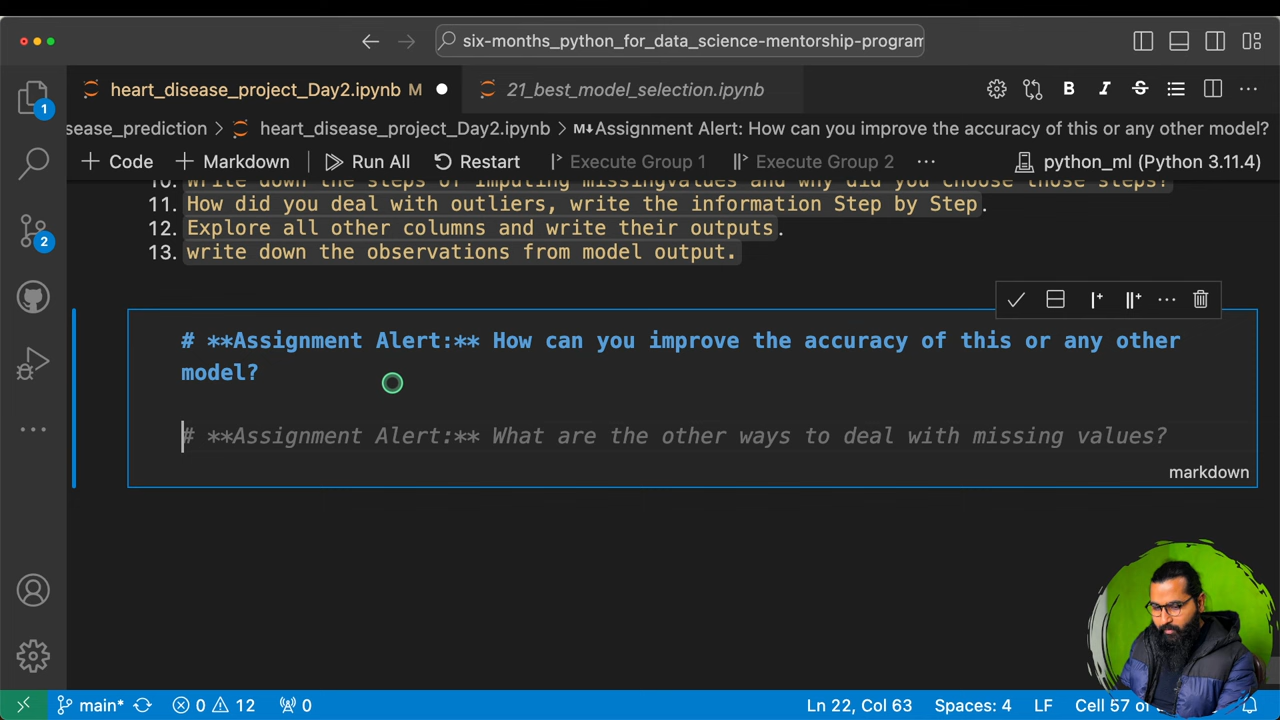 six-months_python_for_data_science-mentorship-program
1
heart_disease_project_Day2.ipynb M
21_best_model_selection.ipynb
sease_prediction > heart_disease_project_Day2.ipynb > M↓Assignment Alert: How can you improve the accuracy of this or any other model?
+ Code + Markdown Run All Restart Execute Group 1 Execute Group 2 ... python_ml (Python 3.11.4)
10. Write down the steps of imputing missingvalues and why did you choose those steps?
11. How did you deal with outliers, write the information Step by Step.
12. Explore all other columns and write their outputs.
13. write down the observations from model output.
2
# **Assignment Alert:** How can you improve the accuracy of this or any other
model?
# **Assignment Alert:** What are the other ways to deal with missing values?
markdown
main* 0 12 0 Ln 22, Col 63 Spaces: 4 LF Cell 57 of